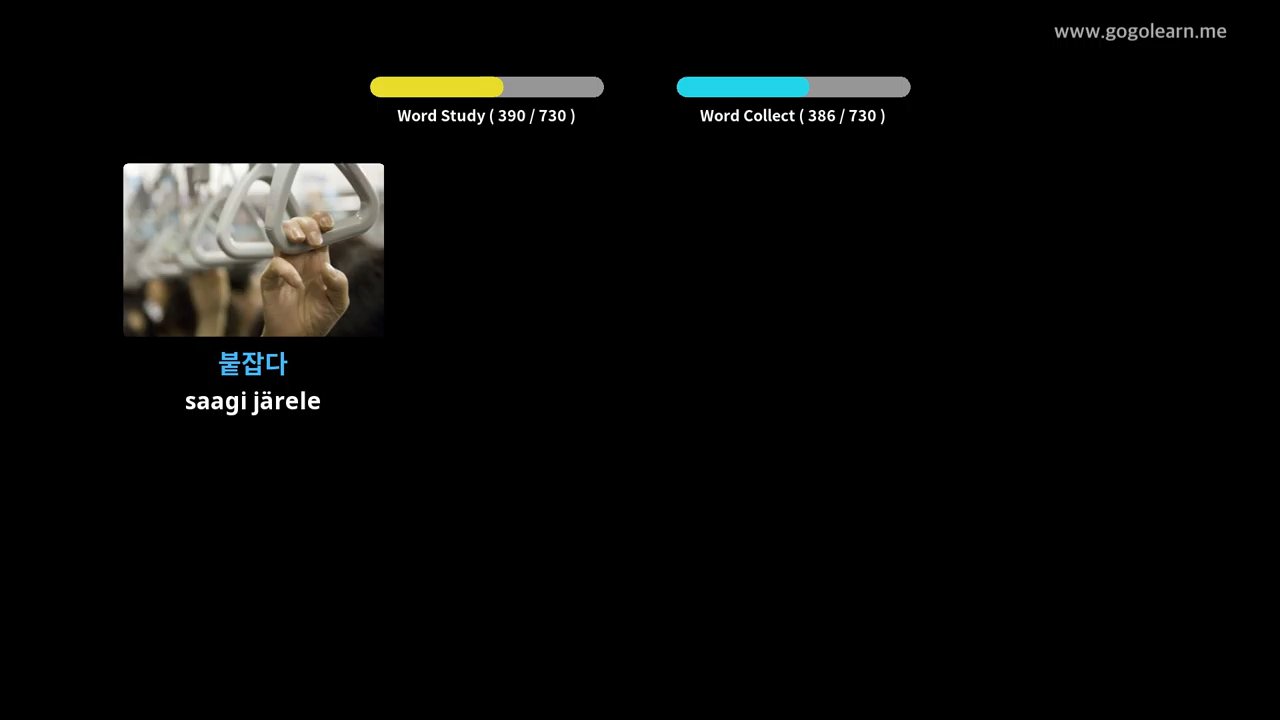 www.gogolearn.me
Word Study ( 390 / 730 )
Word Collect ( 386 / 730 )
붙잡다
saagi järele